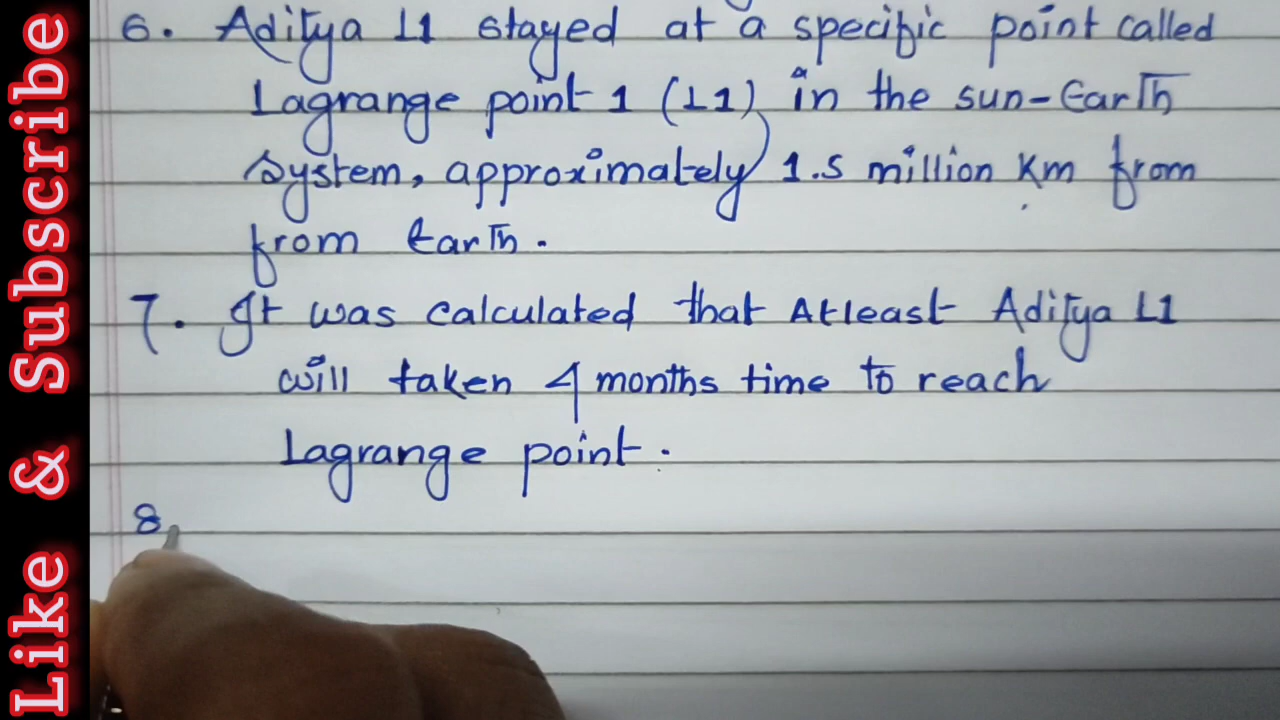 Like & Subscribe
6. Aditya L1 stayed at a specific point called
Lagrange point 1 (L1) in the sun-Earth
system, approximately 1.5 million Km from
from Earth.
7. It was calculated that Atleast Aditya L1
will taken 4 months time to reach
Lagrange point.
8.